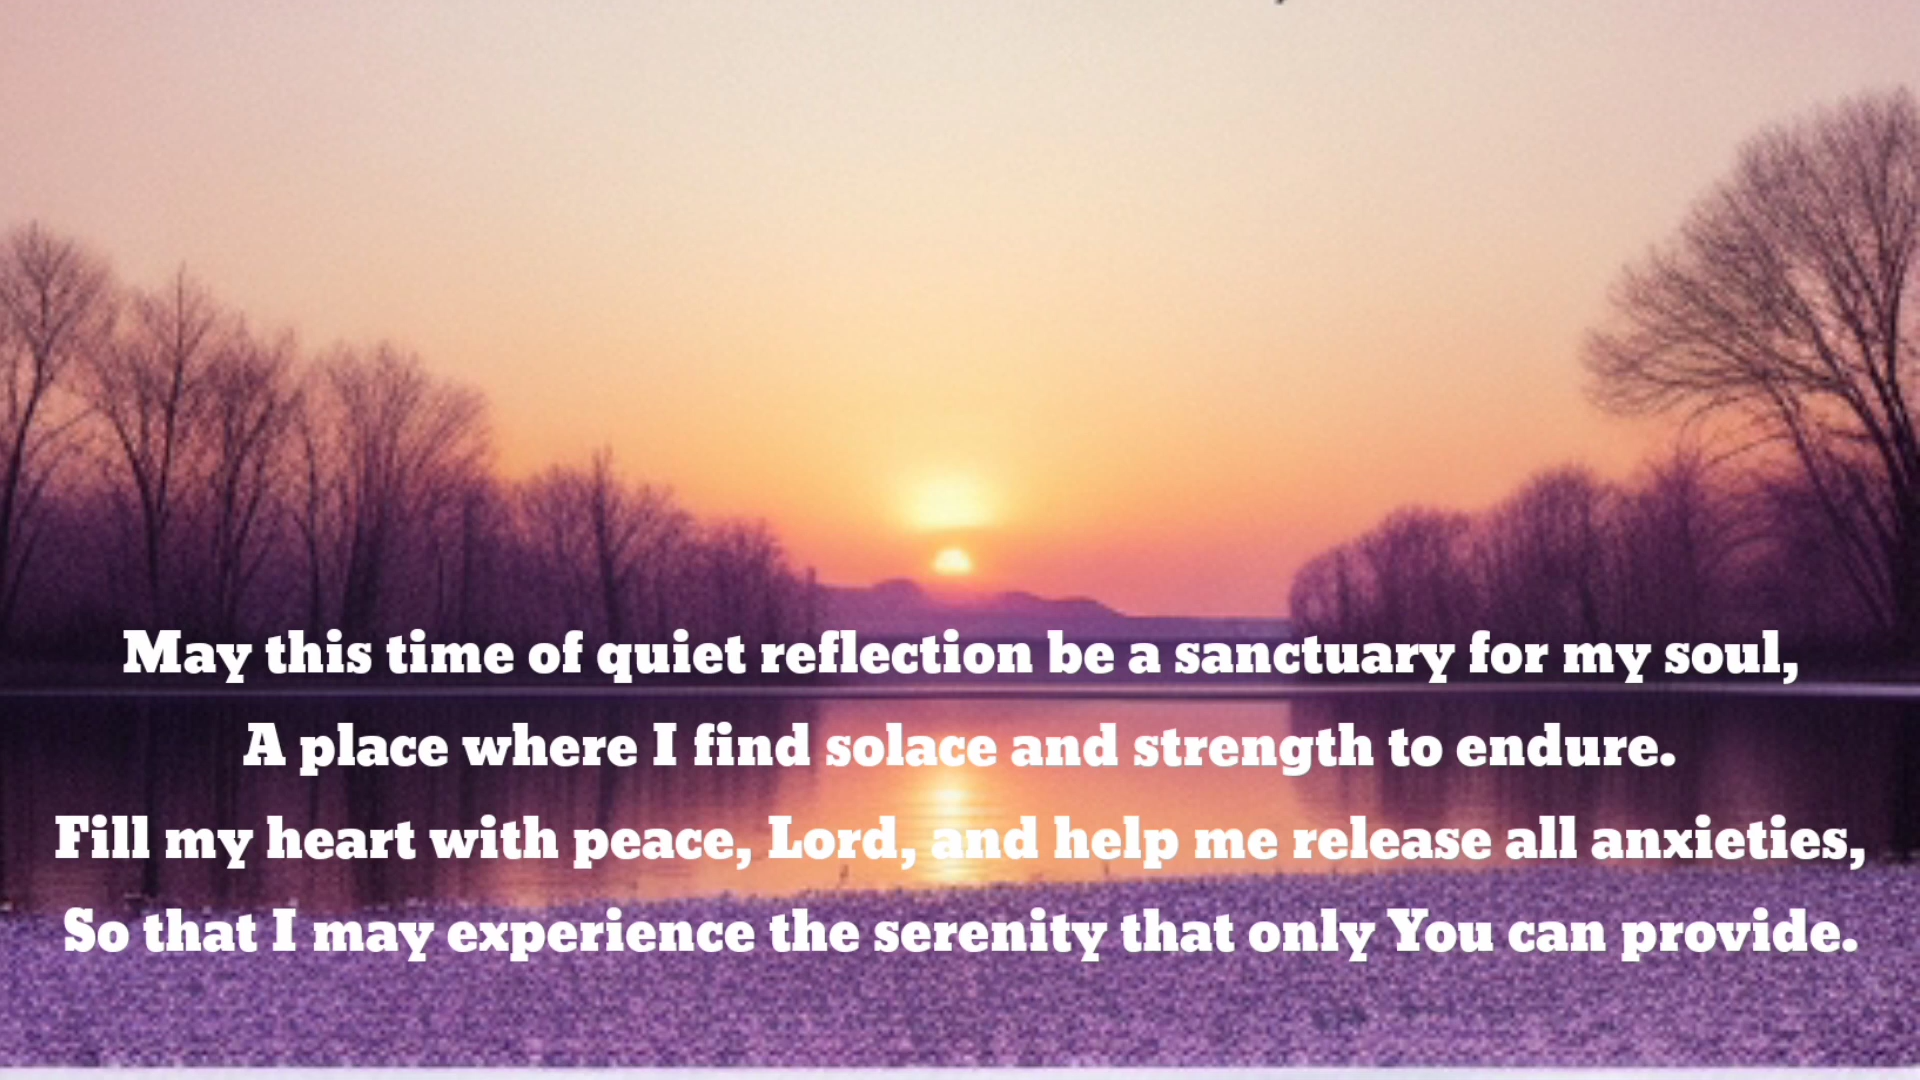 May this time of quiet reflection be a sanctuary for my soul,
A place where I find solace and strength to endure.
Fill my heart with peace, Lord, and help me release all anxieties,
So that I may experience the serenity that only You can provide.